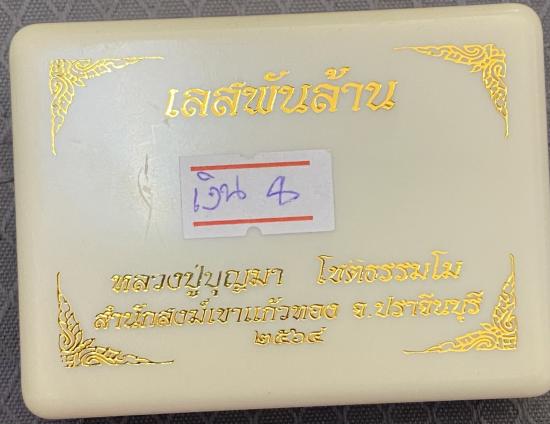 เลสพันล้าน
เงิน 8
หลวงปู่บุญมา โชติธรรมโม
สำนักสงฆ์เขาแก้วทอง จ.ปราจีนบุรี
๒๕๖๔